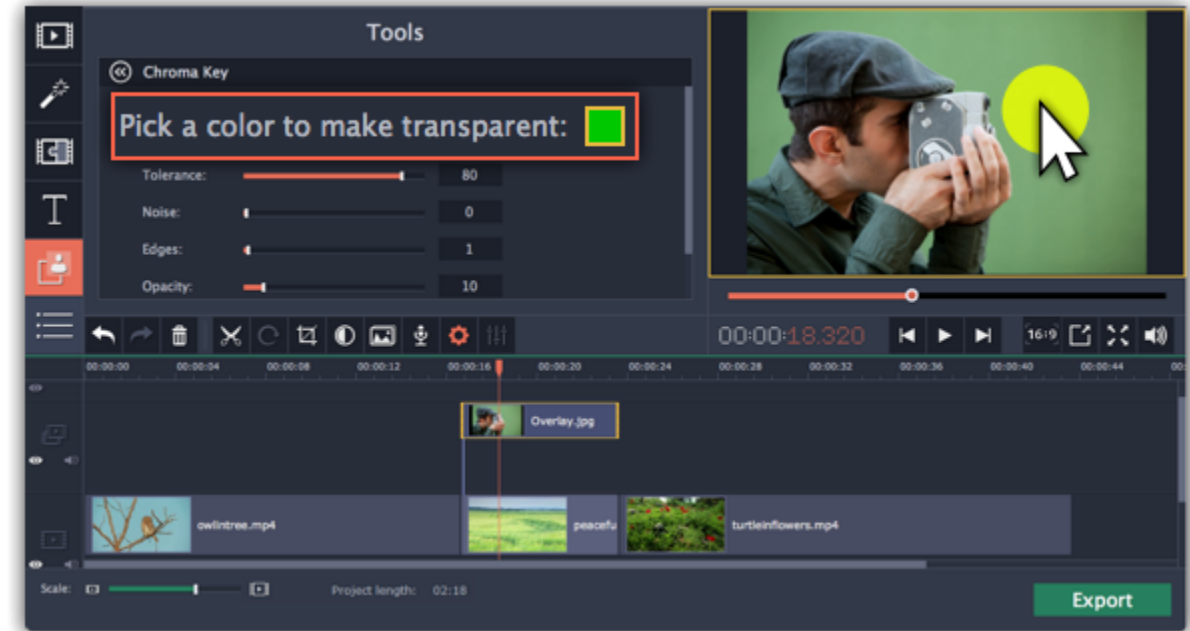 Tools
Chroma Key
Pick a color to make transparent:
Tolerance: 80
Noise: 0
Edges: 1
Opacity: 10
T
00:00:18.320
16:9
00:00:00 00:00:04 00:00:08 00:00:12 00:00:16 00:00:20 00:00:24 00:00:28 00:00:32 00:00:36 00:00:40 00:00:44 00:
Overlay.jpg
owlintree.mp4 peacefu turtleinflowers.mp4
Scale: Project length: 02:18
Export